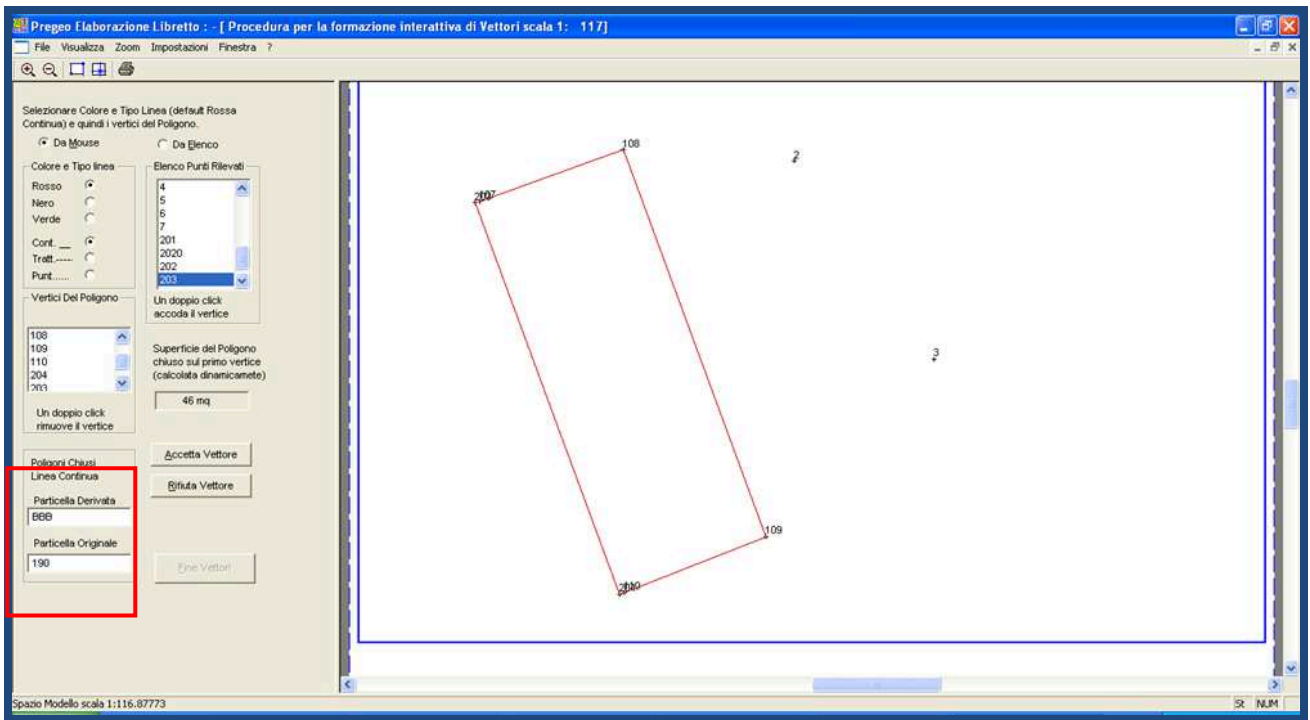 Pregeo Elaborazione Libretto : - [ Procedura per la formazione interattiva di Vettori scala 1: 117]
File Visualizza Zoom Impostazioni Finestra ?
Selezionare Colore e Tipo Linea (default Rossa
Continua) e quindi i vertici del Poligono.
Da Mouse
Da Elenco
Colore e Tipo linea
Rosso
Nero
Verde
Cont. __
Tratt.-----
Punt......
Elenco Punti Rilevati
4
5
6
7
201
2020
202
203
Un doppio click
accoda il vertice
Vertici Del Poligono
108
109
110
204
203
Un doppio click
rimuove il vertice
Superficie del Poligono
chiuso sul primo vertice
(calcolata dinamicamete)
46 mq
Accetta Vettore
Rifiuta Vettore
Poligoni Chiusi
Linea Continua
Particella Derivata
BBB
Particella Originale
190
Fine Vettori
108
2
107
3
109
110
Spazio Modello scala 1:116.87773
St NUM